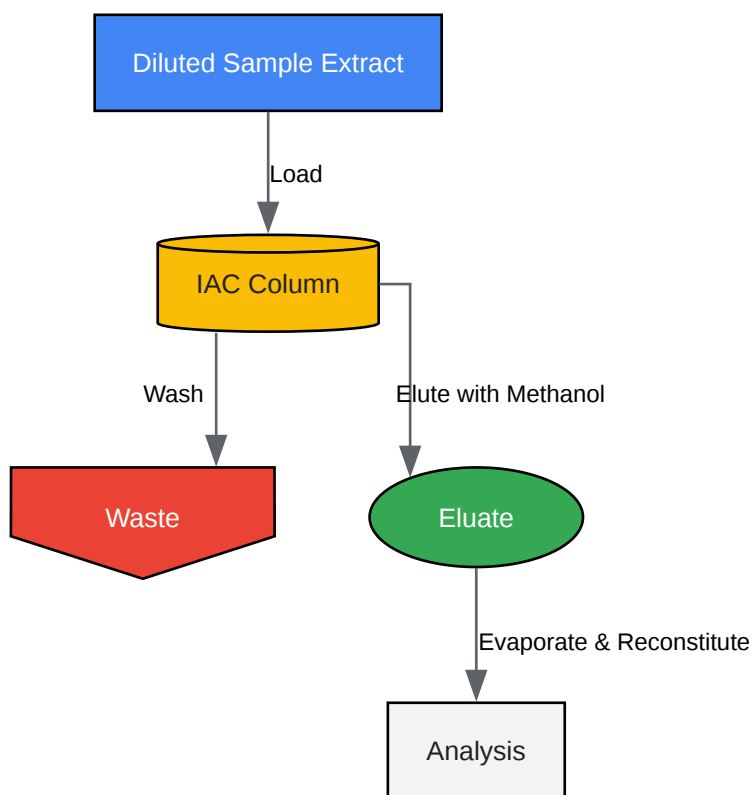 Diluted Sample Extract
Load
IAC Column
Wash
Elute with Methanol
Waste
Eluate
Evaporate & Reconstitute
Analysis